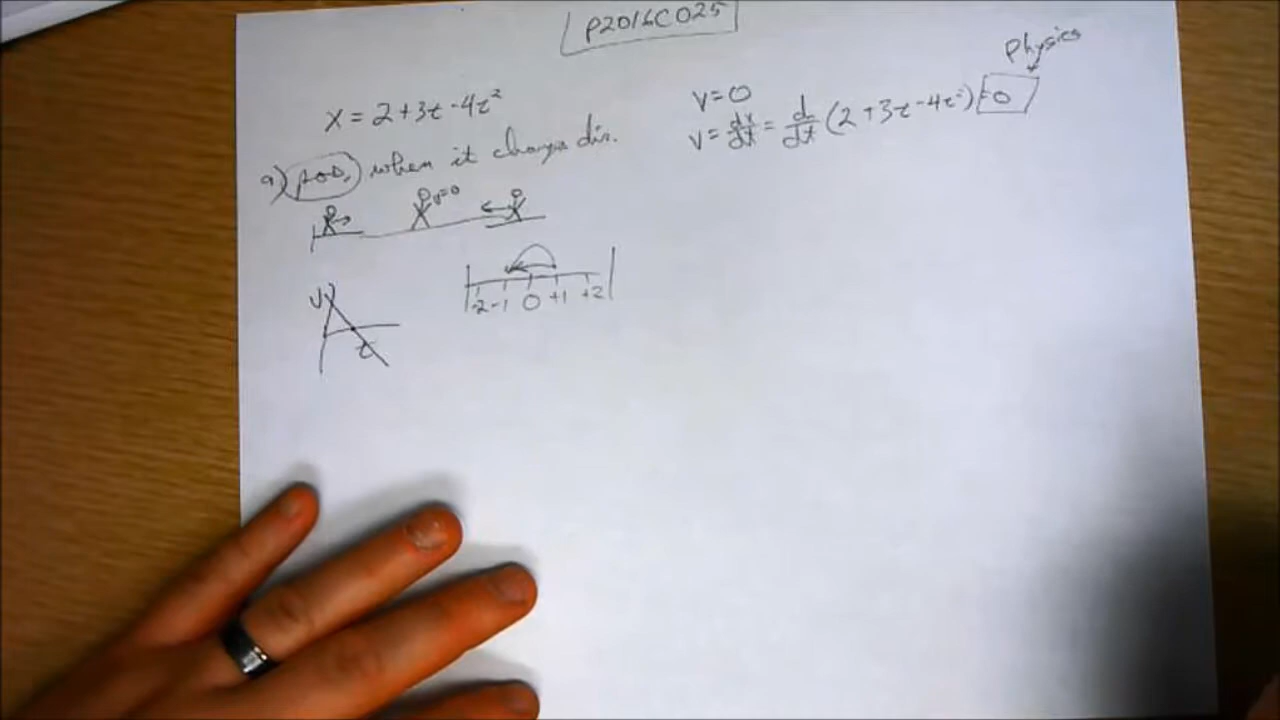 P2016C025
Physics
x = 2 + 3t - 4t²
a) pos, when it changes dir.
v=0
v = dx/dt = d/dt (2 + 3t - 4t²) = 0
v=0
-2 -1 0 +1 +2
v
t